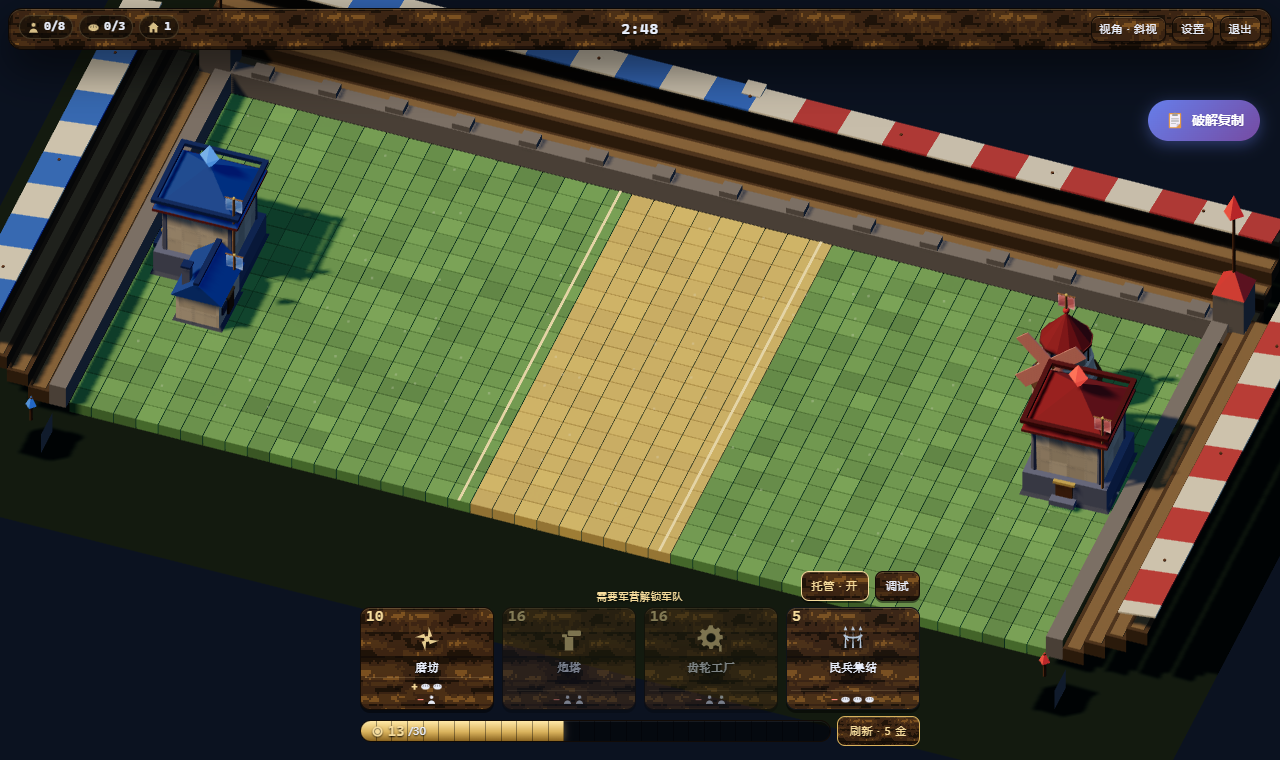 0/8 0/3 1 2:48 视角 · 斜视 设置 退出
破解复制
托管 · 开 调试
需要军营解锁军队
10 16 16 5
磨坊 炮塔 齿轮工厂 民兵集结
+
− − − −
13 /30 刷新 · 5 金